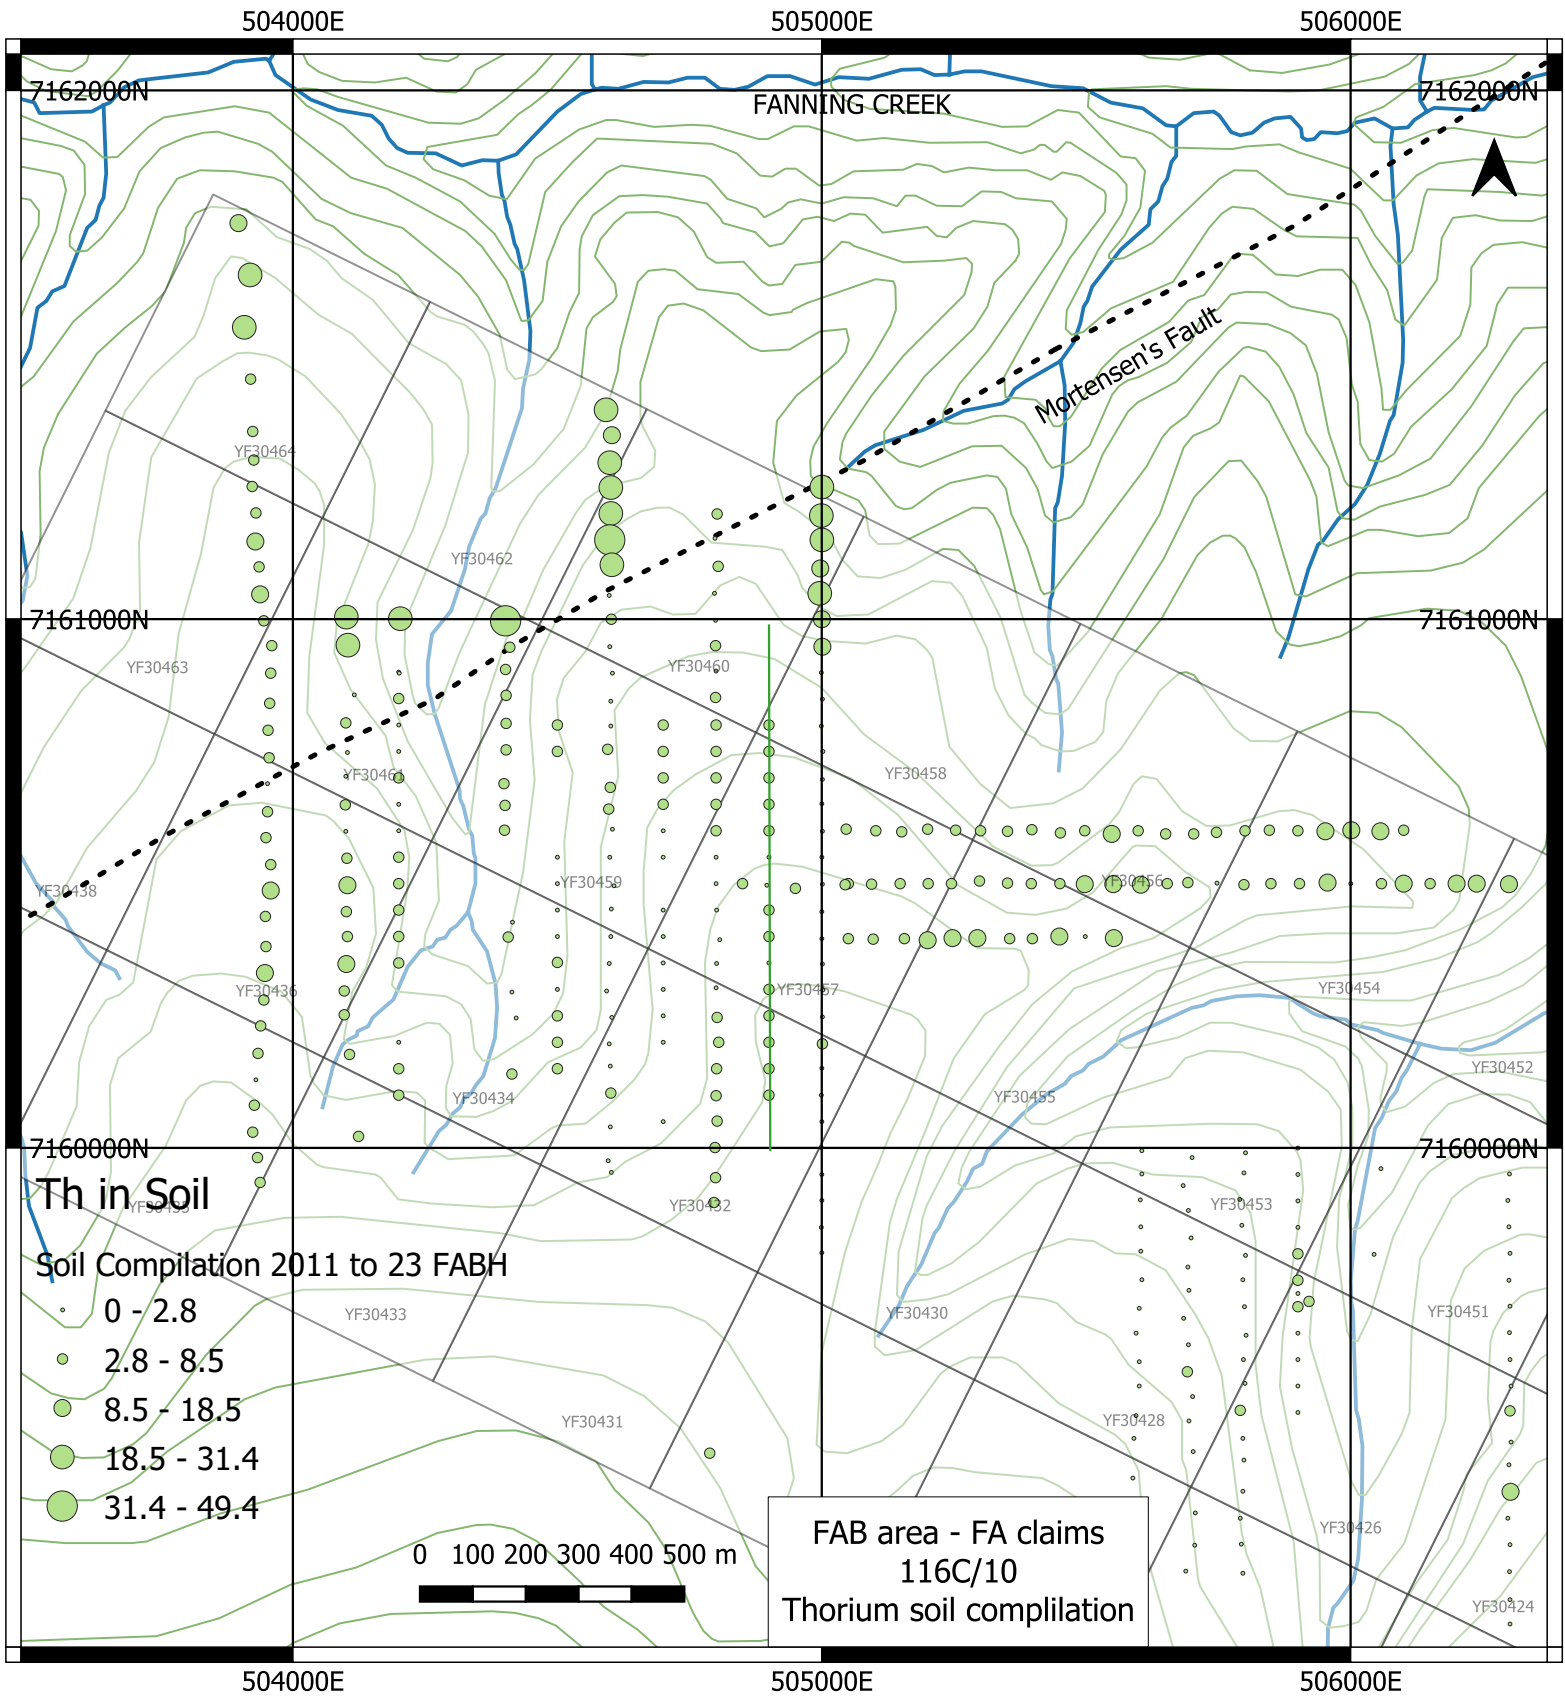 504000E 505000E 506000E
7162000N 7162000N
FANNING CREEK
Mortensen's Fault
YF30464
YF30462
7161000N 7161000N
YF30463 YF30460
YF30461 YF30458
YF30438 YF30459 YF30456
YF30436 YF30457 YF30454
YF30434 YF30455 YF30452
7160000N 7160000N
Th in Soil
YF30435 YF30432 YF30453
Soil Compilation 2011 to 23 FABH
0 - 2.8
YF30433 YF30430 YF30451
2.8 - 8.5
8.5 - 18.5
YF30431 YF30428
18.5 - 31.4
31.4 - 49.4
YF30426
0 100 200 300 400 500 m
FAB area - FA claims
116C/10
Thorium soil complilation
YF30424
504000E 505000E 506000E